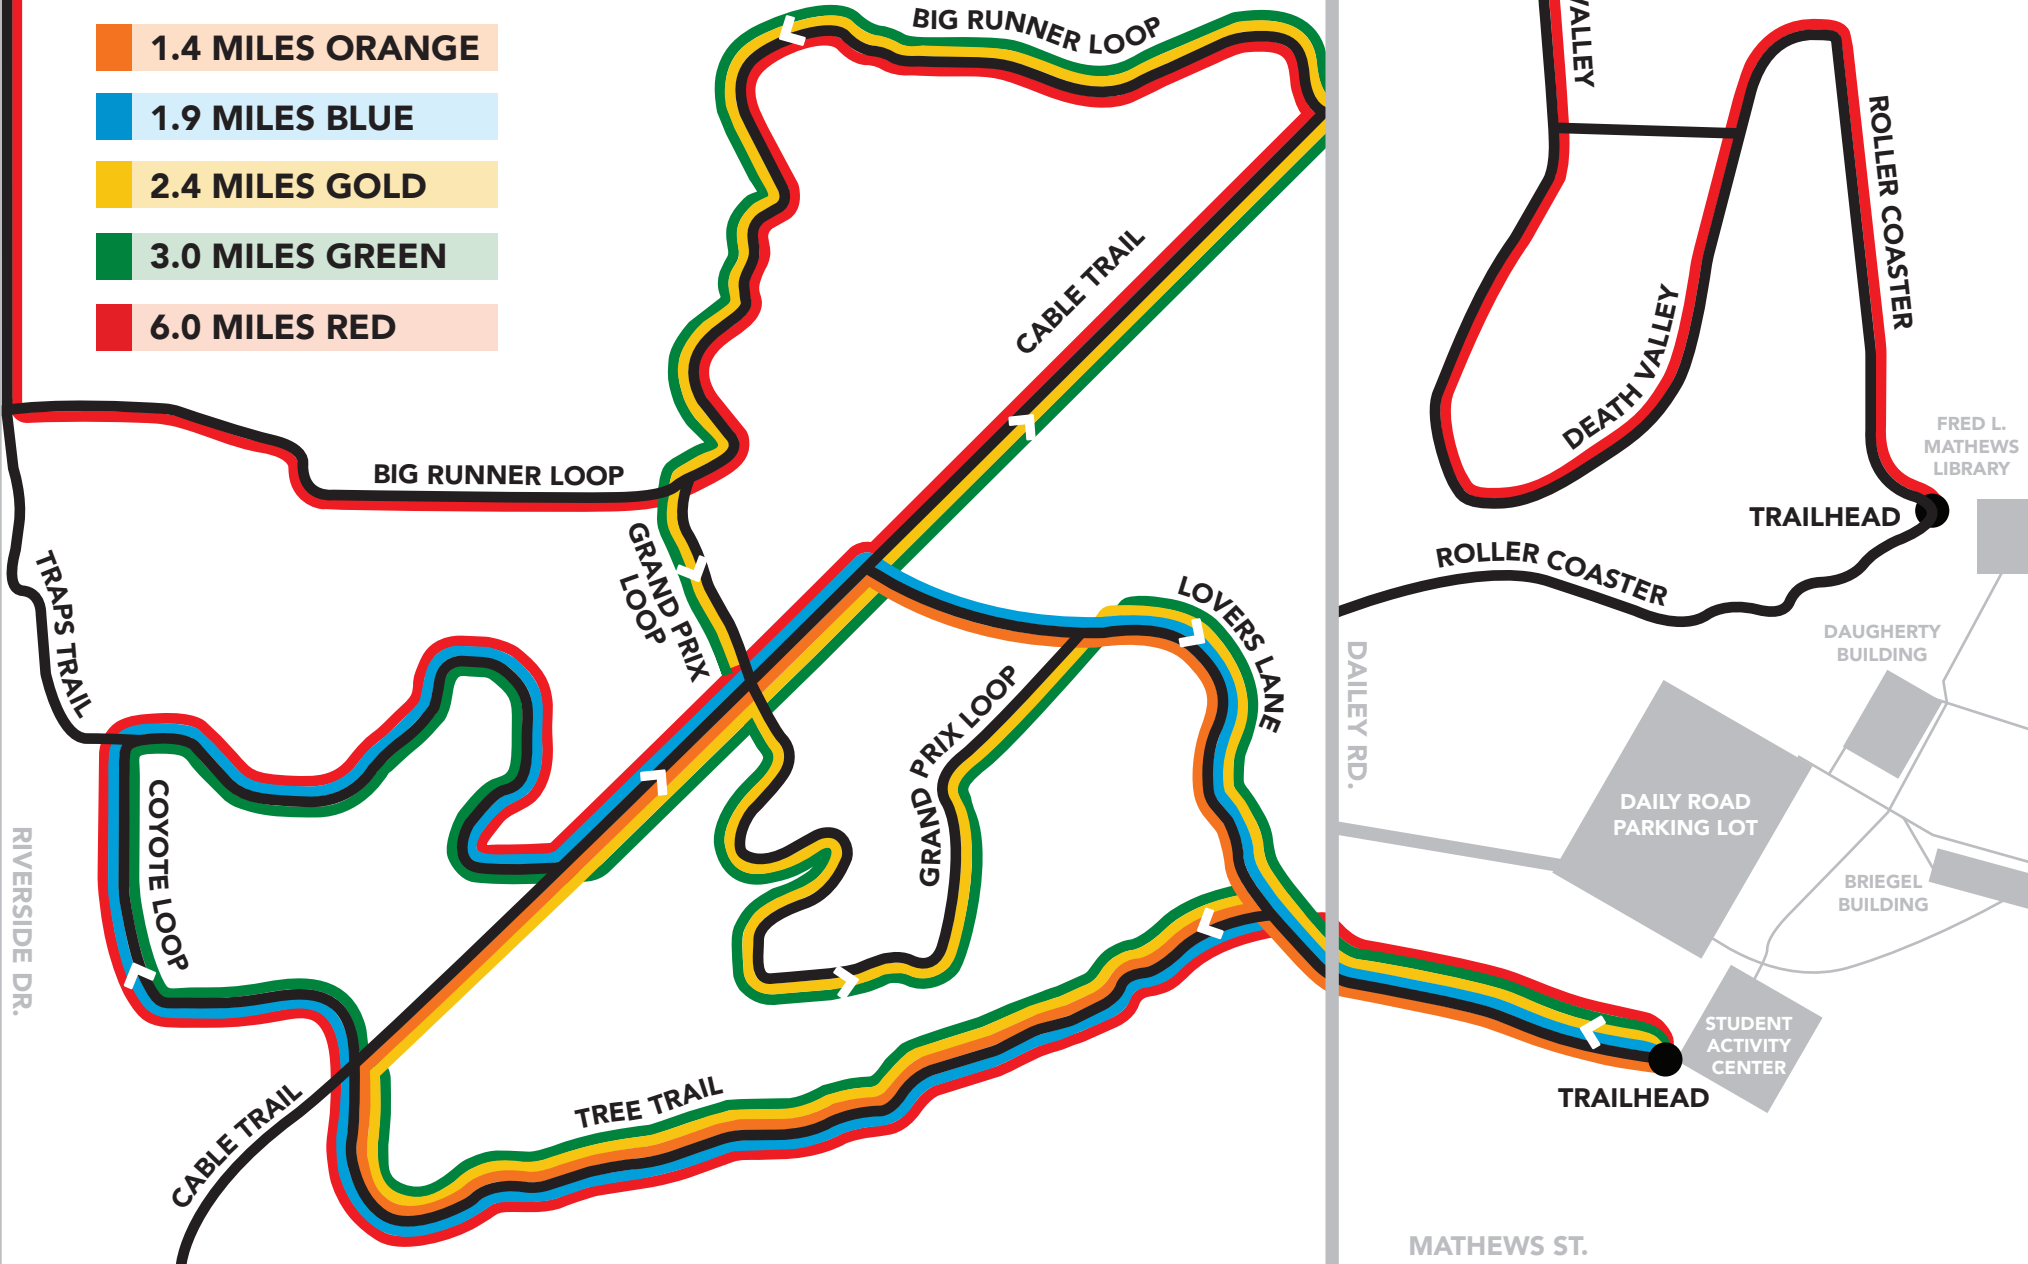 1.4 MILES ORANGE
1.9 MILES BLUE
2.4 MILES GOLD
3.0 MILES GREEN
6.0 MILES RED
BIG RUNNER LOOP
VALLEY
ROLLER COASTER
CABLE TRAIL
DEATH VALLEY
FRED L.
MATHEWS
LIBRARY
TRAILHEAD
BIG RUNNER LOOP
GRAND PRIX
LOOP
ROLLER COASTER
LOVERS LANE
TRAPS TRAIL
DAUGHERTY
BUILDING
DAILEY RD.
GRAND PRIX LOOP
COYOTE LOOP
DAILY ROAD
PARKING LOT
RIVERSIDE DR.
BRIEGEL
BUILDING
STUDENT
ACTIVITY
CENTER
TRAILHEAD
TREE TRAIL
CABLE TRAIL
MATHEWS ST.